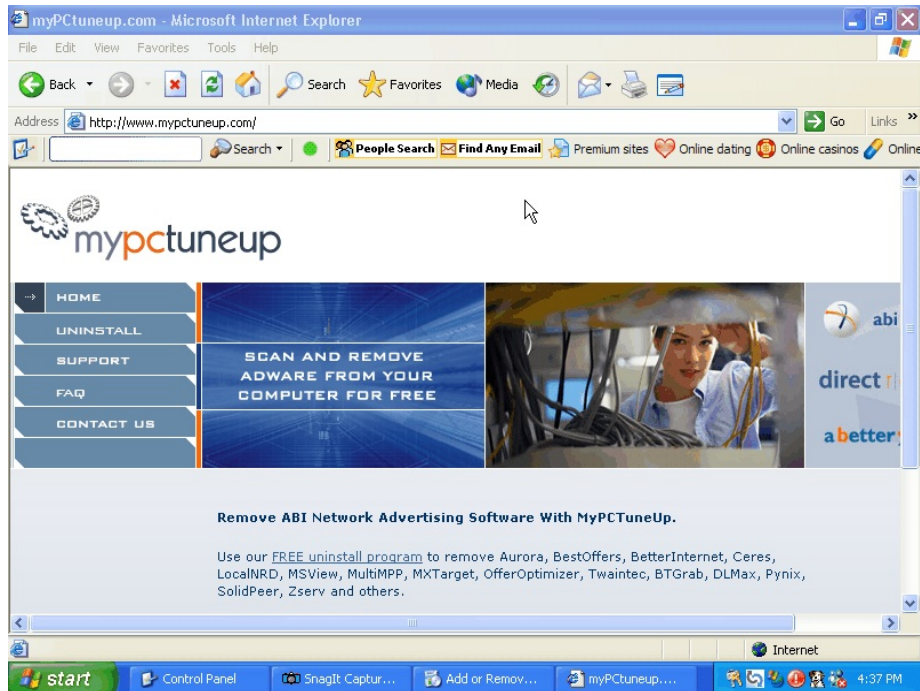 myPCtuneup.com - Microsoft Internet Explorer
File Edit View Favorites Tools Help
Back Search Favorites Media
Address http://www.mypctuneup.com/ Go Links »
Search People Search Find Any Email Premium sites Online dating Online casinos Online
mypctuneup
HOME
UNINSTALL
SUPPORT
FAQ
CONTACT US
SCAN AND REMOVE
ADWARE FROM YOUR
COMPUTER FOR FREE
abi
direct r
abetter
Remove ABI Network Advertising Software With MyPCTuneUp.
Use our FREE uninstall program to remove Aurora, BestOffers, BetterInternet, Ceres,
LocalNRD, MSView, MultiMPP, MXTarget, OfferOptimizer, Twaintec, BTGrab, DLMax, Pynix,
SolidPeer, Zserv and others.
Internet
start Control Panel SnagIt Captur... Add or Remov... myPCtuneup.... 4:37 PM